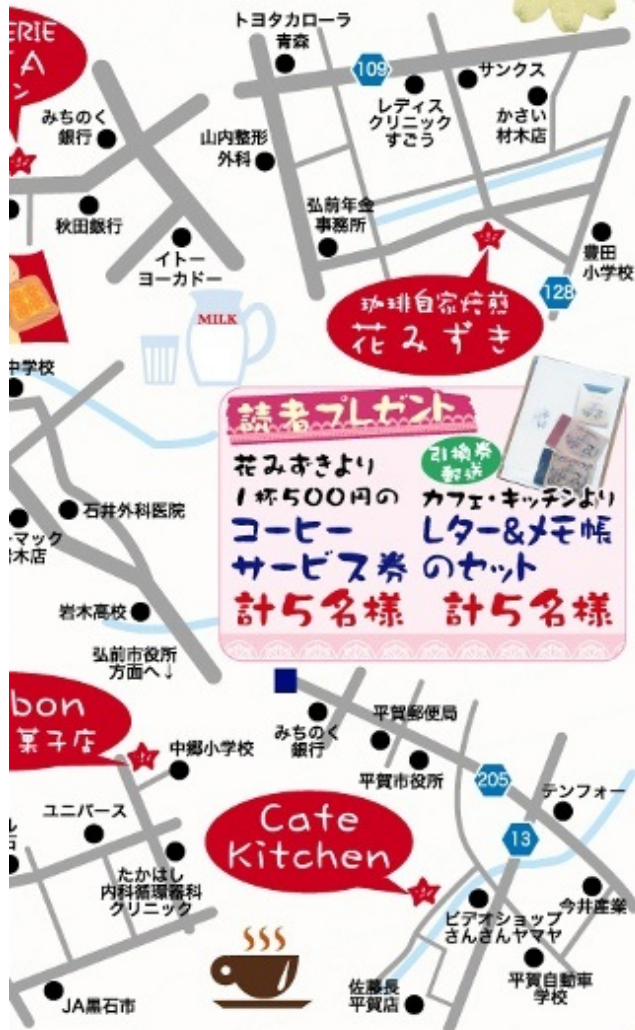 ERIE
A
ン
みちのく
銀行
秋田銀行
イトー
ヨーカドー
トヨタカローラ
青森
109
サンクス
レディス
クリニック
すごう
かさい
材木店
山内整形
外科
弘前年金
事務所
豊田
小学校
128
珈琲自家焙煎
花みずき
MILK
中学校
石井外科医院
マック
木店
岩木高校
弘前市役所
方面へ↓
読者プレゼント
花みずきより
1杯500円の
コーヒー
サービス券
計5名様
引換券
郵送
カフェ・キッチンより
レター&メモ帳
のセット
計5名様
bon
菓子店
中郷小学校
ユニバース
たかはし
内科循環器科
クリニック
JA黒石市
みちのく
銀行
平賀郵便局
平賀市役所
205
13
テンフォー
Cafe
Kitchen
ビデオショップ
さんさんヤマヤ
今井産業
平賀自動車
学校
佐藤長
平賀店